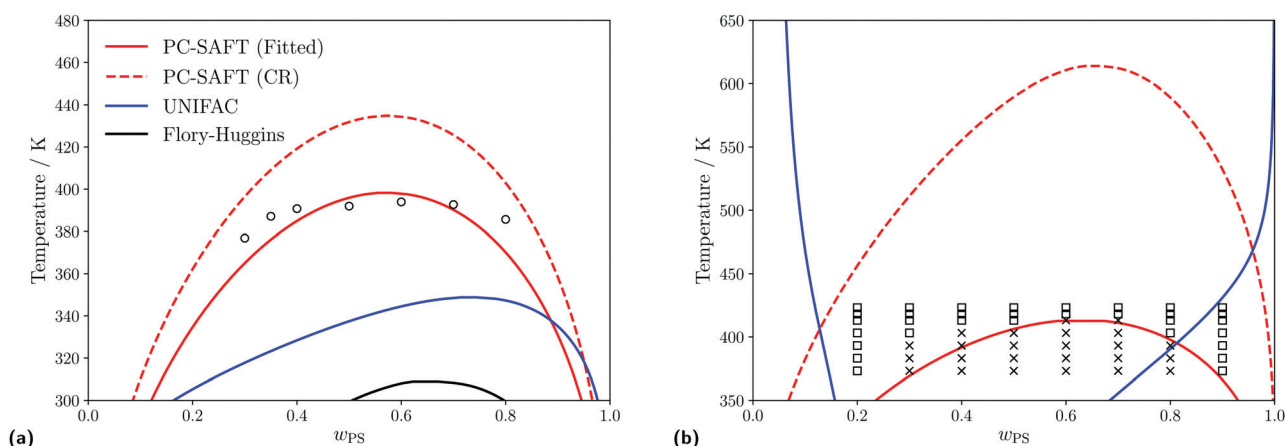 480
460
440
420
400
380
360
340
320
300
Temperature / K
PC-SAFT (Fitted)
PC-SAFT (CR)
UNIFAC
Flory-Huggins
0.0 0.2 0.4 0.6 0.8 1.0
wPS
(a)
650
600
550
500
450
400
350
Temperature / K
0.0 0.2 0.4 0.6 0.8 1.0
wPS
(b)